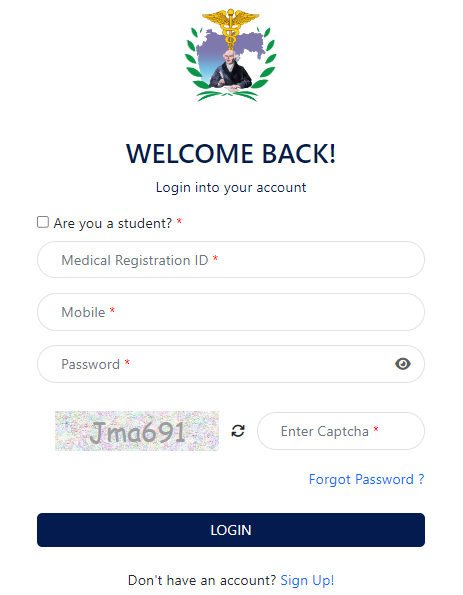 WELCOME BACK!
Login into your account
Are you a student? *
Medical Registration ID *
Mobile *
Password *
Jma691
Enter Captcha *
Forgot Password ?
LOGIN
Don't have an account? Sign Up!